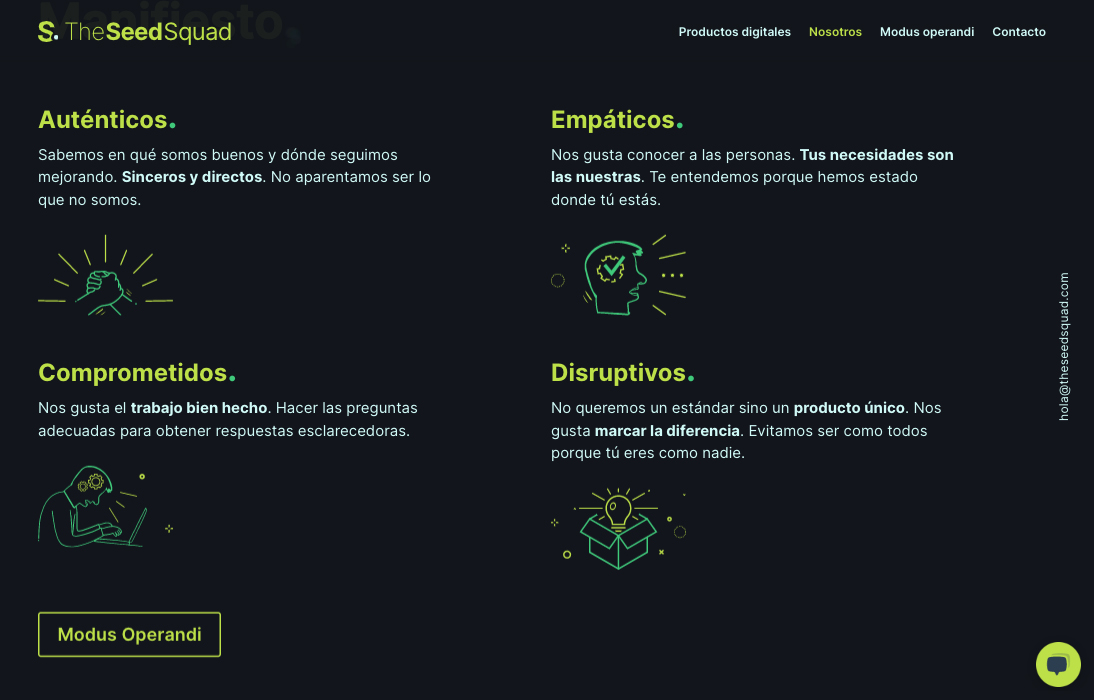 Manifiesto.
S. TheSeedSquad
Productos digitales
Nosotros
Modus operandi
Contacto
Auténticos.
Sabemos en qué somos buenos y dónde seguimos
mejorando. Sinceros y directos. No aparentamos ser lo
que no somos.
Empáticos.
Nos gusta conocer a las personas. Tus necesidades son
las nuestras. Te entendemos porque hemos estado
donde tú estás.
hola@theseedsquad.com
Comprometidos.
Nos gusta el trabajo bien hecho. Hacer las preguntas
adecuadas para obtener respuestas esclarecedoras.
Disruptivos.
No queremos un estándar sino un producto único. Nos
gusta marcar la diferencia. Evitamos ser como todos
porque tú eres como nadie.
Modus Operandi